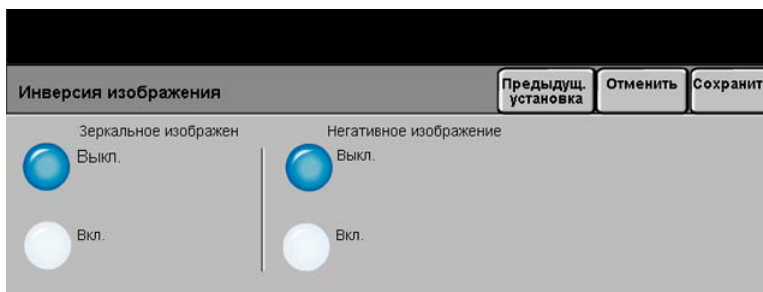 Инверсия изображения
Предыдущ.
установка
Отменить
Сохранит
Зеркальное изображен
Негативное изображение
Выкл.
Выкл.
Вкл.
Вкл.